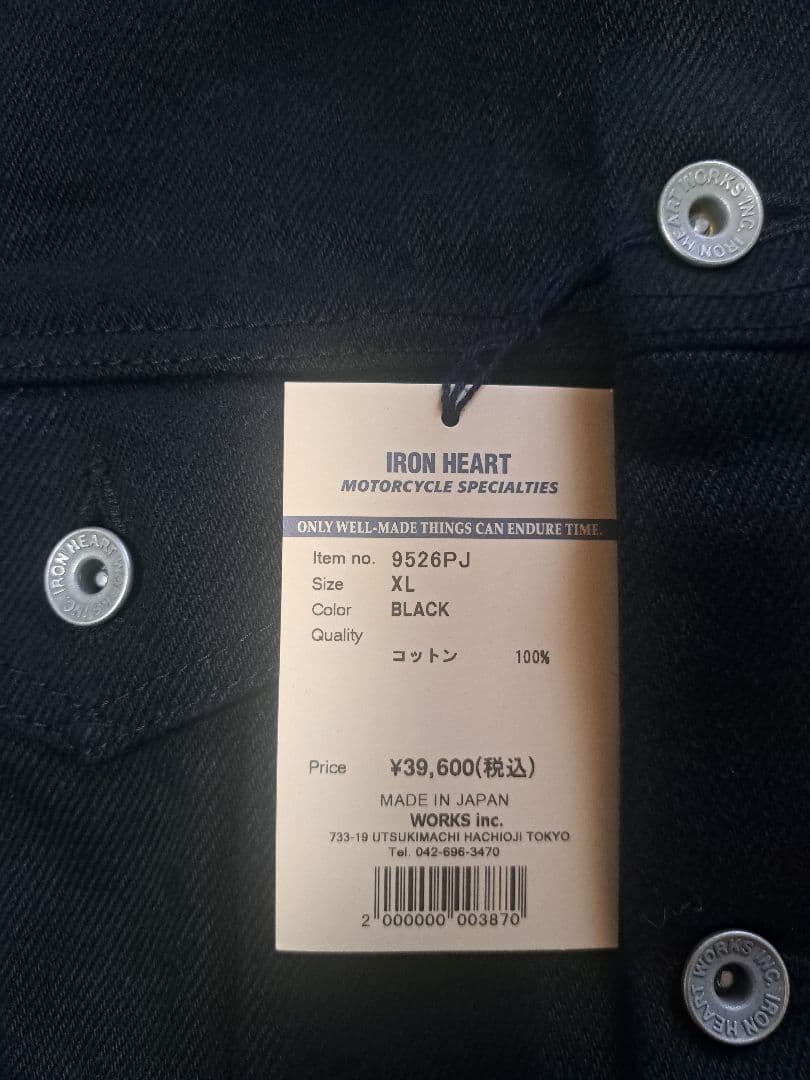 WORKS INC. IRON HEART
IRON HEART
MOTORCYCLE SPECIALTIES
ONLY WELL-MADE THINGS CAN ENDURE TIME.
Item no. 9526PJ
Size XL
Color BLACK
Quality
コットン 100%
Price ¥39,600(税込)
MADE IN JAPAN
WORKS inc.
733-19 UTSUKIMACHI HACHIOJI TOKYO
Tel. 042-696-3470
2 000000 003870
IRON HEART WORKS INC.
WORKS INC. IRON HEART